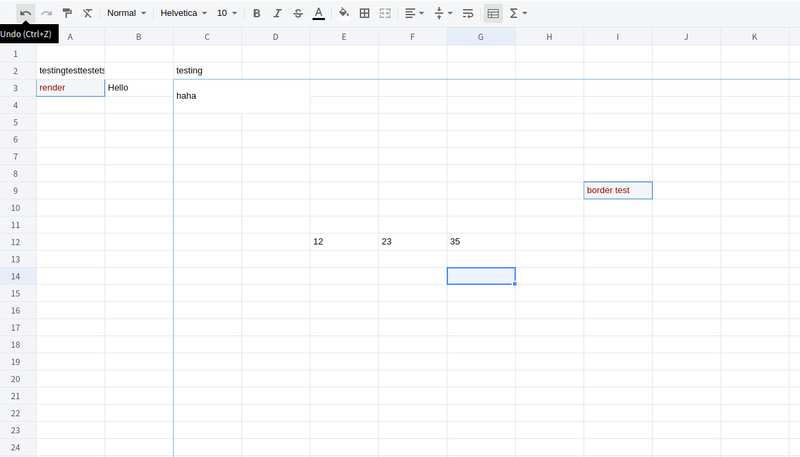 Normal Helvetica 10 B I U A Σ
Undo (Ctrl+Z)
A B C D E F G H I J K
1
2 testingtesttestets testing
3 render Hello
haha
4
5
6
7
8
9 border test
10
11
12 12 23 35
13
14
15
16
17
18
19
20
21
22
23
24